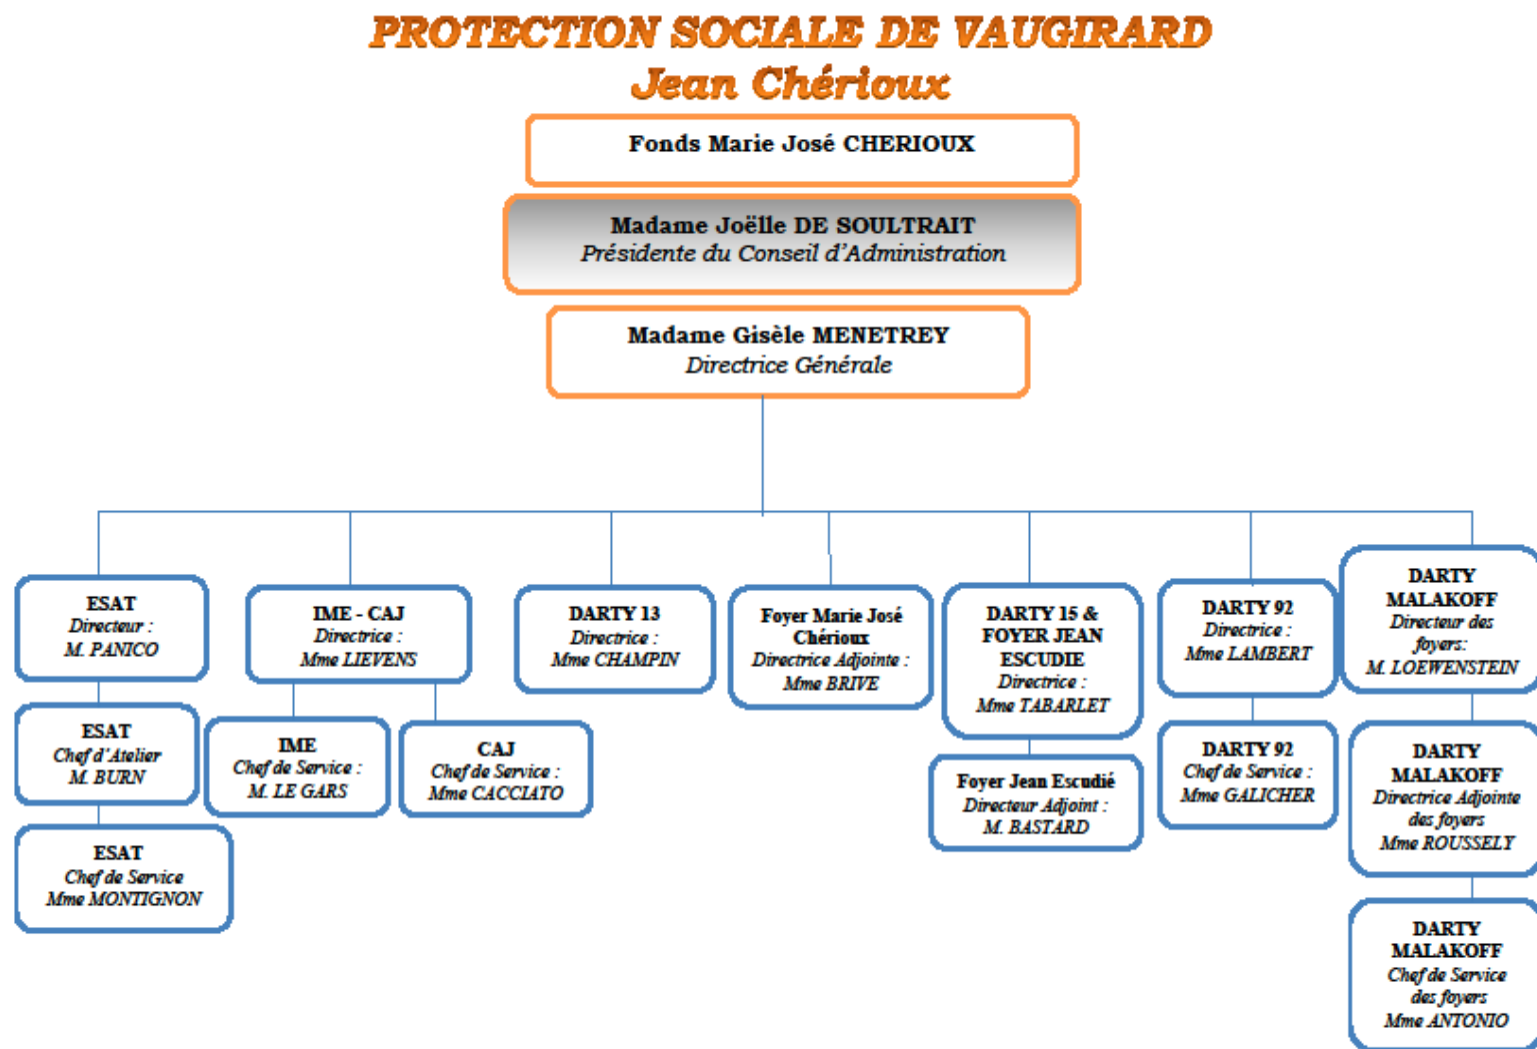 PROTECTION SOCIALE DE VAUGIRARD
Jean Chérioux
Fonds Marie José CHERIOUX
Madame Joëlle DE SOULTRAIT
Présidente du Conseil d'Administration
Madame Gisèle MENETREY
Directrice Générale
ESAT
Directeur :
M. PANICO
ESAT
Chef d'Atelier
M. BURN
ESAT
Chef de Service
Mme MONTIGNON
IME - CAJ
Directrice :
Mme LIEVENS
IME
Chef de Service :
M. LE GARS
CAJ
Chef de Service :
Mme CACCIATO
DARTY 13
Directrice :
Mme CHAMPIN
Foyer Marie José
Chérioux
Directrice Adjointe :
Mme BRIVE
DARTY 15 &
FOYER JEAN
ESCUDIE
Directrice :
Mme TABARLET
Foyer Jean Escudié
Directeur Adjoint :
M. BASTARD
DARTY 92
Directrice :
Mme LAMBERT
DARTY 92
Chef de Service :
Mme GALICHER
DARTY
MALAKOFF
Directeur des
foyers:
M. LOEWENSTEIN
DARTY
MALAKOFF
Directrice Adjointe
des foyers
Mme ROUSSELY
DARTY
MALAKOFF
Chef de Service
des foyers
Mme ANTONIO